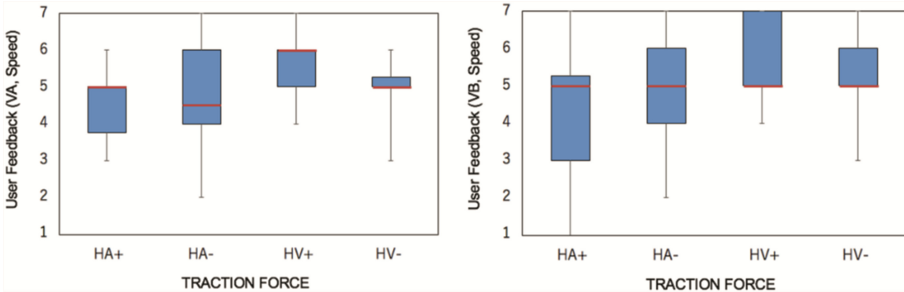 User Feedback (VA, Speed)
7
6
5
4
3
2
1
HA+ HA- HV+ HV-
TRACTION FORCE
User Feedback (VB, Speed)
7
6
5
4
3
2
1
HA+ HA- HV+ HV-
TRACTION FORCE